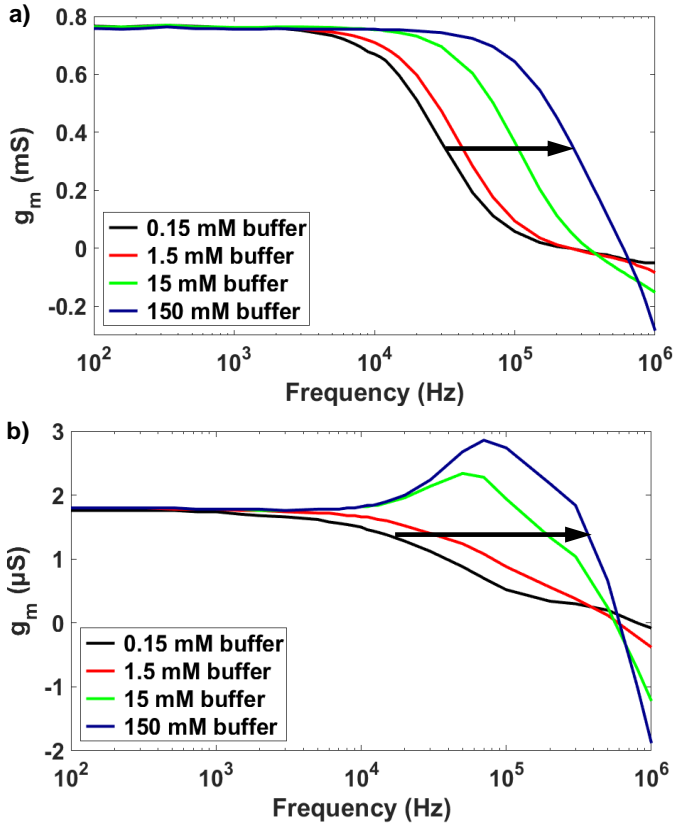 a)
g_m (mS)
0.8
0.6
0.4
0.2
0
-0.2
0.15 mM buffer
1.5 mM buffer
15 mM buffer
150 mM buffer
10^2 10^3 10^4 10^5 10^6
Frequency (Hz)
b)
g_m (µS)
3
2
1
0
-1
-2
0.15 mM buffer
1.5 mM buffer
15 mM buffer
150 mM buffer
10^2 10^3 10^4 10^5 10^6
Frequency (Hz)